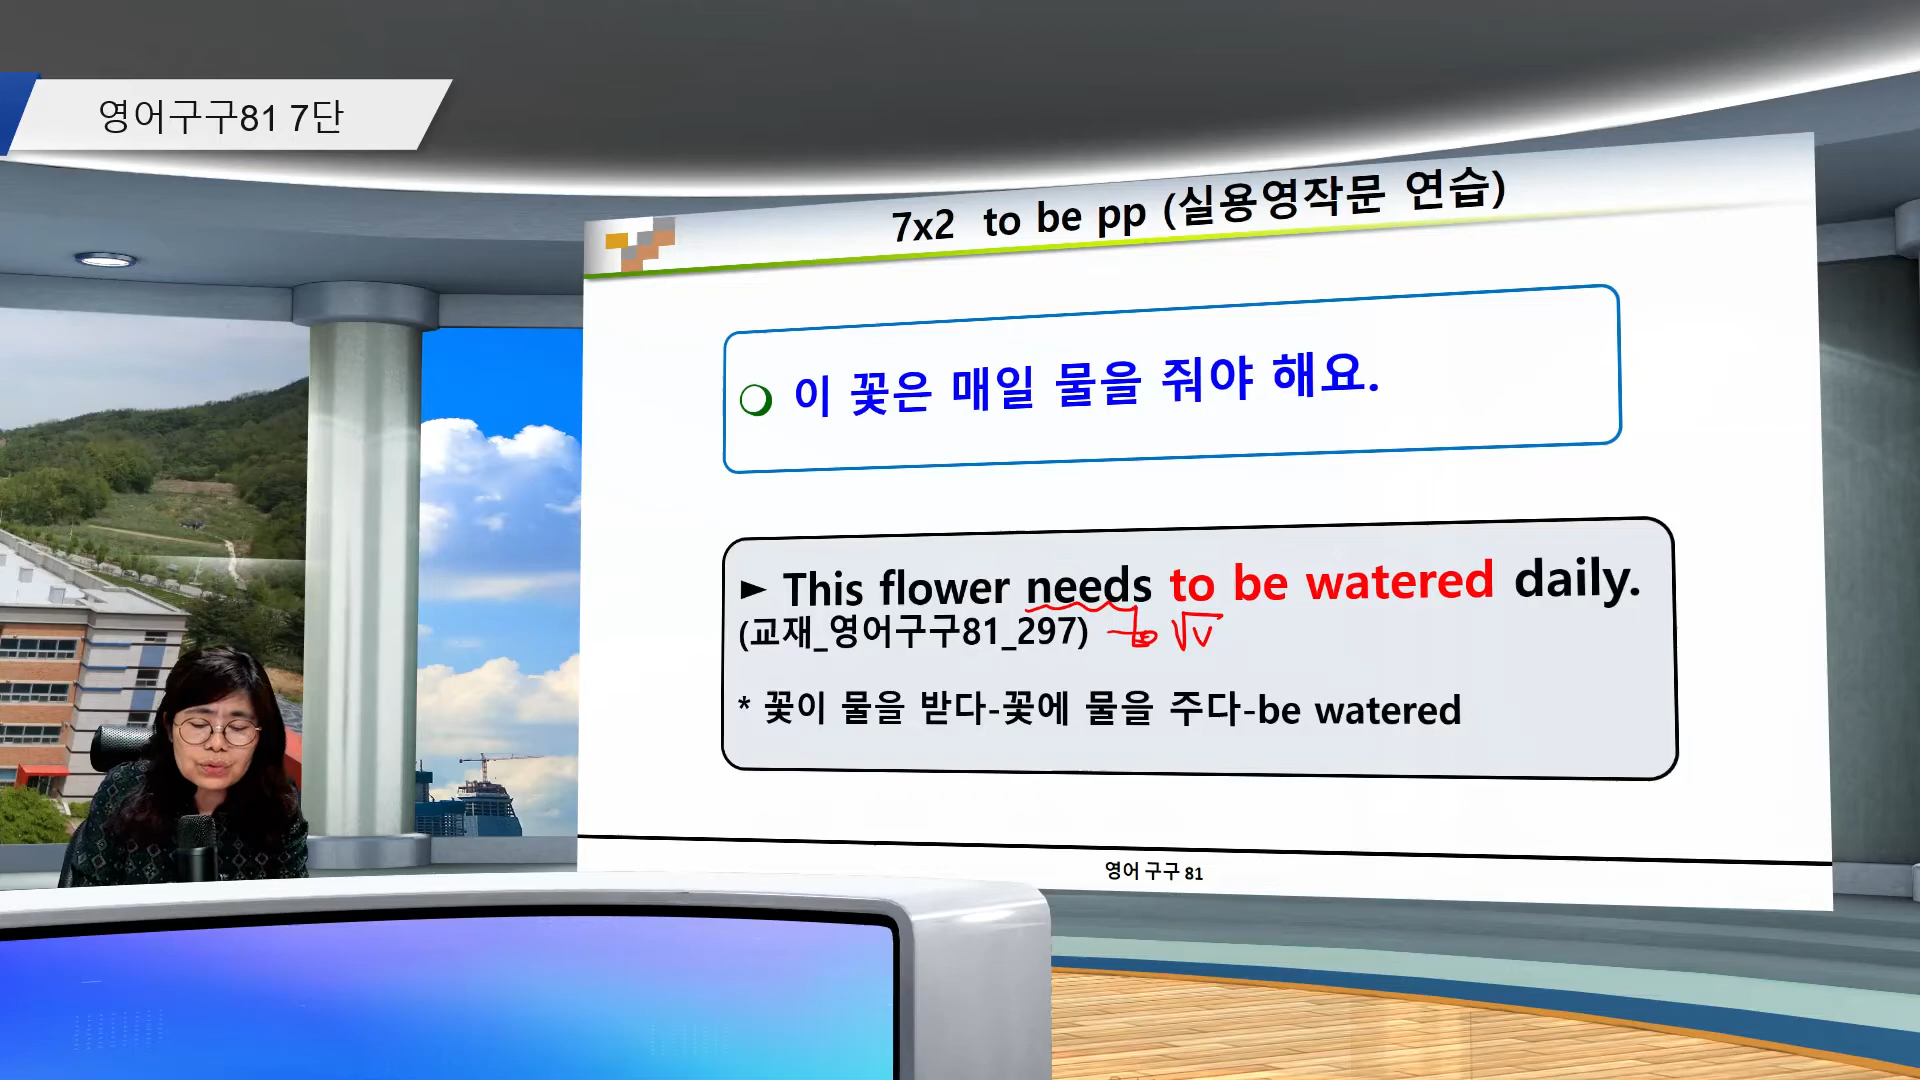 영어구구81 7단
7x2 to be pp (실용영작문 연습)
이 꽃은 매일 물을 줘야 해요.
► This flower needs to be watered daily.
(교재_영어구구81_297) to √v
* 꽃이 물을 받다-꽃에 물을 주다-be watered
영어 구구 81